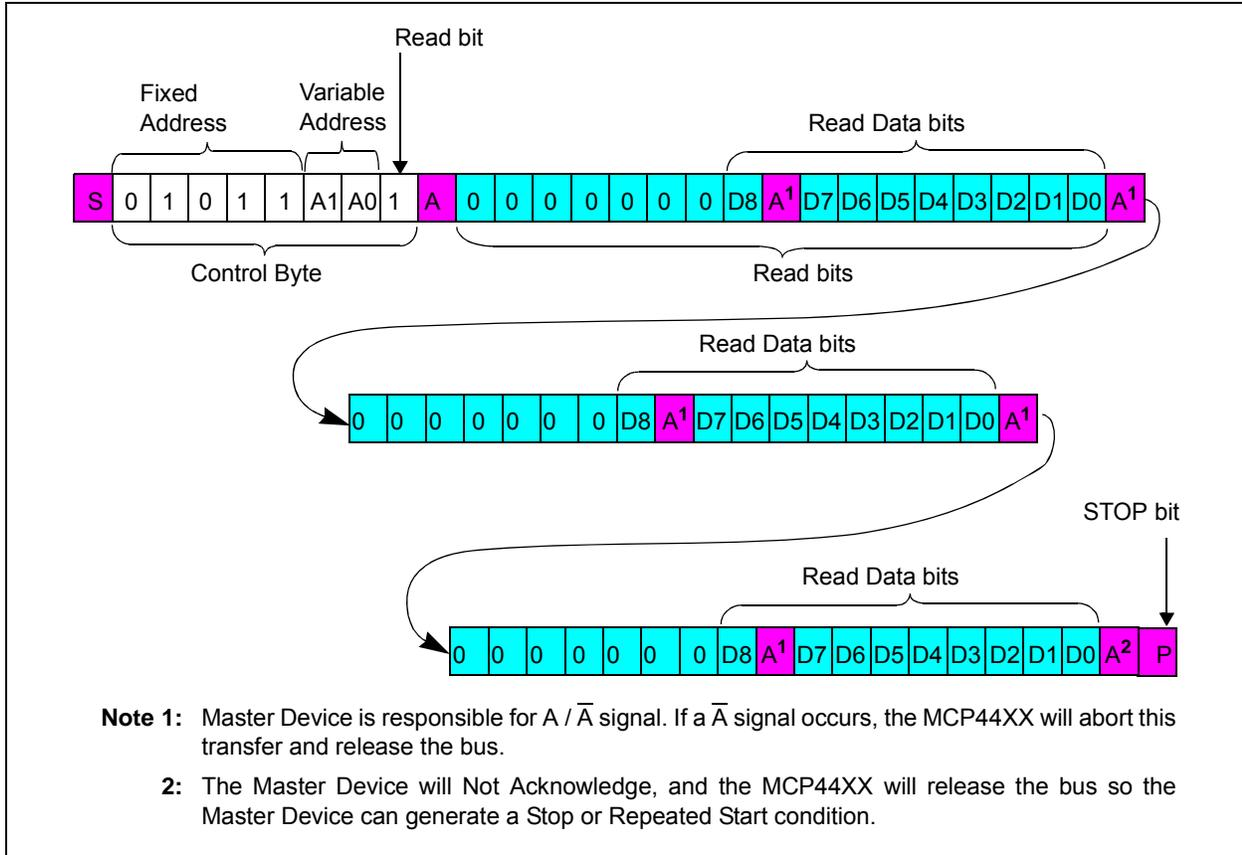 Read bit
Fixed Address
Variable Address
Read Data bits
S 0 1 0 1 1 A1 A0 1 A 0 0 0 0 0 0 0 D8 A¹ D7 D6 D5 D4 D3 D2 D1 D0 A¹
Control Byte
Read bits
Read Data bits
0 0 0 0 0 0 0 D8 A¹ D7 D6 D5 D4 D3 D2 D1 D0 A¹
STOP bit
Read Data bits
0 0 0 0 0 0 0 D8 A¹ D7 D6 D5 D4 D3 D2 D1 D0 A² P
Note 1: Master Device is responsible for A / A̅ signal. If a A̅ signal occurs, the MCP44XX will abort this
transfer and release the bus.
2: The Master Device will Not Acknowledge, and the MCP44XX will release the bus so the
Master Device can generate a Stop or Repeated Start condition.